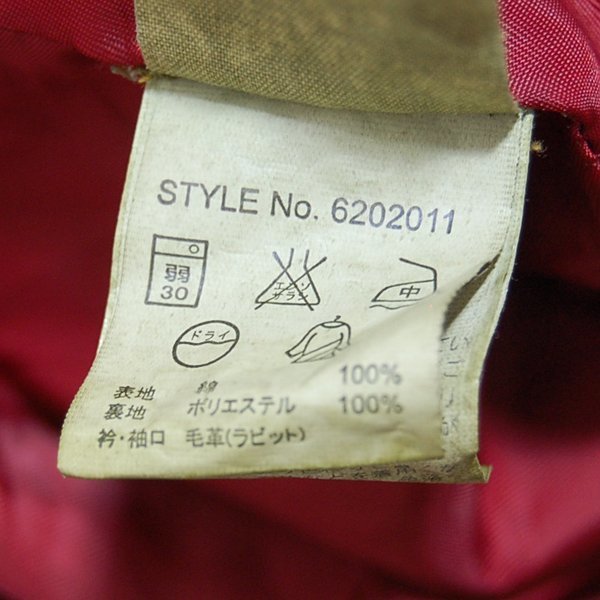 STYLE No. 6202011
弱 30
エンソ サラシ
中
ドライ
表地 綿 100%
裏地 ポリエステル 100%
衿・袖口 毛革(ラビット)